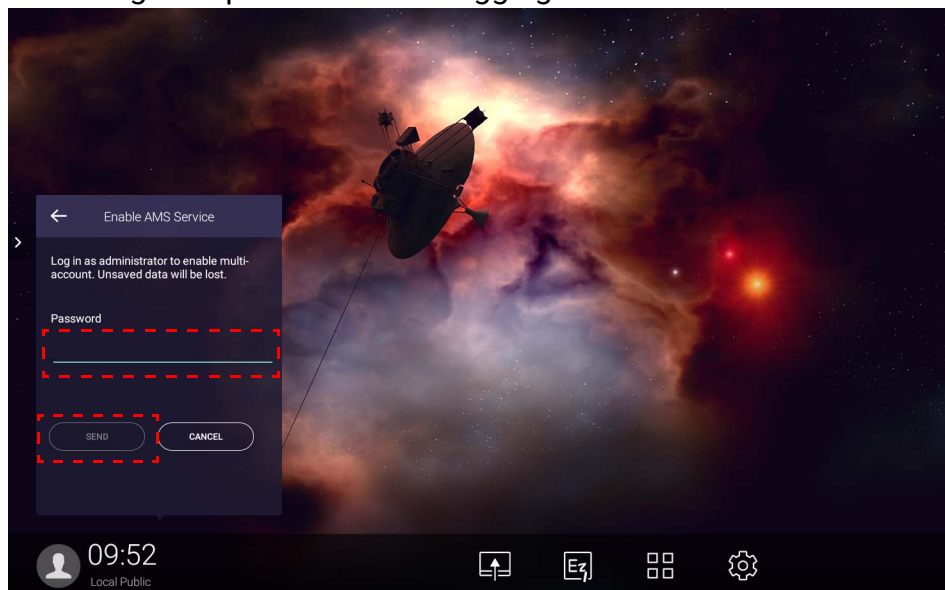 Enable AMS Service
Log in as administrator to enable multi-
account. Unsaved data will be lost.
Password
SEND
CANCEL
09:52
Local Public